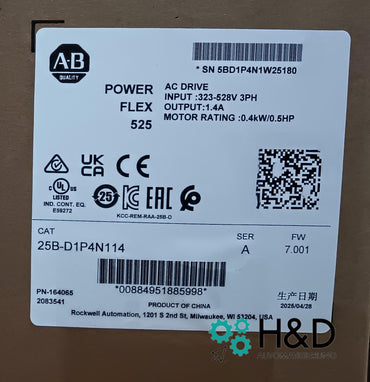 * SN 5BD1P4N1W25180
A-B
QUALITY
POWER
FLEX
525
AC DRIVE
INPUT :323-528V 3PH
OUTPUT:1.4A
MOTOR RATING :0.4kW/0.5HP
UK
CA
CE
c UL US
LISTED
IND. CONT. EQ.
E59272
25
EAC
KCC-REM-RAA-25B-D
CAT
25B-D1P4N114
SER
A
FW
7.001
*00884951885998*
PN-164065
2083541
生产日期
2025/04/28
PRODUCT OF CHINA
Rockwell Automation, 1201 S 2nd St, Milwaukee, WI 53204, USA
H&D
AUTOMATISIERUNG